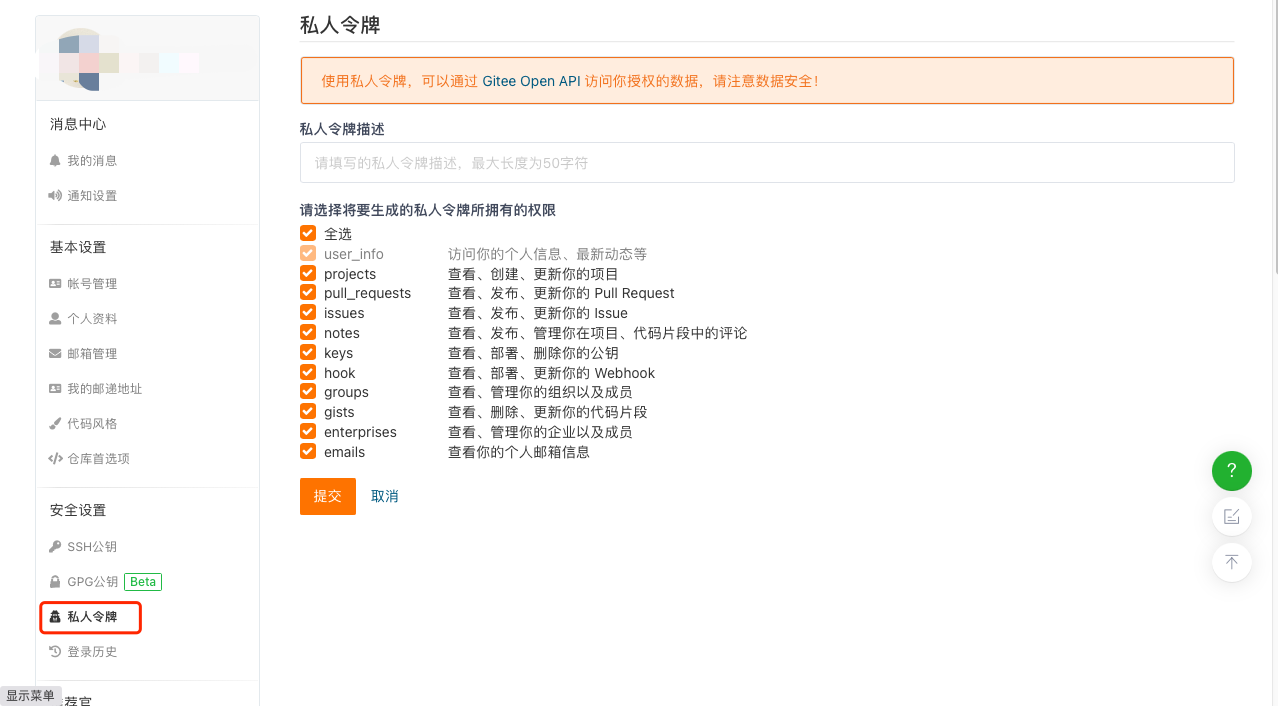 消息中心
我的消息
通知设置
基本设置
帐号管理
个人资料
邮箱管理
我的邮递地址
代码风格
仓库首选项
安全设置
SSH公钥
GPG公钥 Beta
私人令牌
登录历史
荐官
显示菜单
私人令牌
使用私人令牌，可以通过 Gitee Open API 访问你授权的数据，请注意数据安全！
私人令牌描述
请填写的私人令牌描述，最大长度为50字符
请选择将要生成的私人令牌所拥有的权限
全选
user_info 访问你的个人信息、最新动态等
projects 查看、创建、更新你的项目
pull_requests 查看、发布、更新你的 Pull Request
issues 查看、发布、更新你的 Issue
notes 查看、发布、管理你在项目、代码片段中的评论
keys 查看、部署、删除你的公钥
hook 查看、部署、更新你的 Webhook
groups 查看、管理你的组织以及成员
gists 查看、删除、更新你的代码片段
enterprises 查看、管理你的企业以及成员
emails 查看你的个人邮箱信息
提交 取消
?